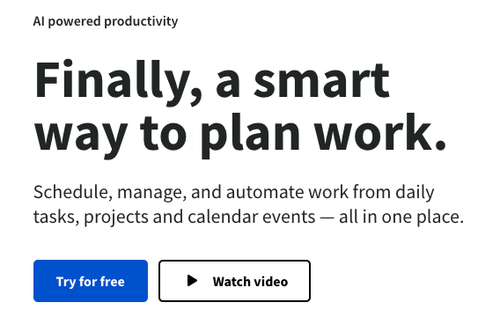 AI powered productivity
Finally, a smart
way to plan work.
Schedule, manage, and automate work from daily
tasks, projects and calendar events — all in one place.
Try for free
Watch video